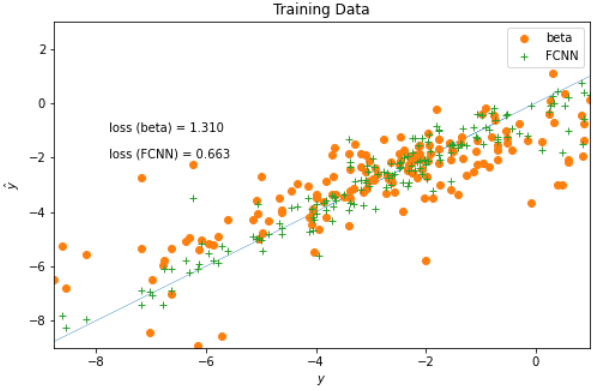 Training Data
beta
FCNN
loss (beta) = 1.310
loss (FCNN) = 0.663
ŷ
2
0
−2
−4
−6
−8
−8 −6 −4 −2 0
y